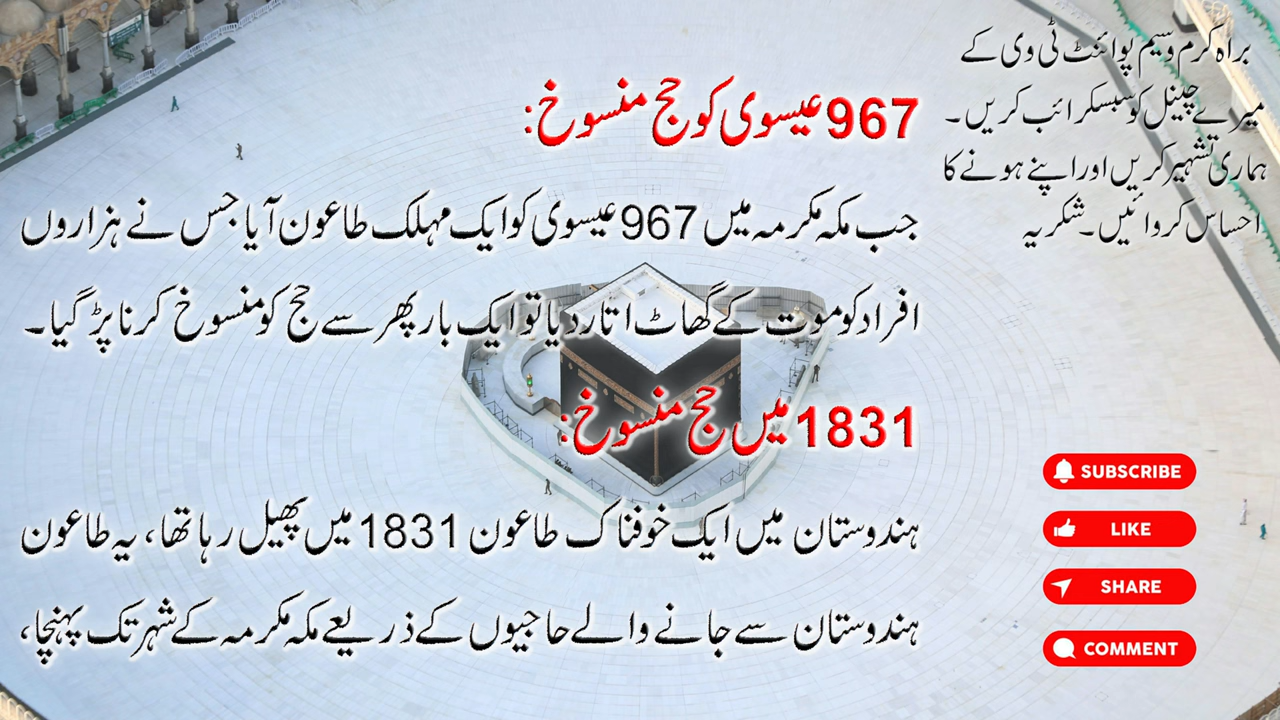 براہ کرم وسیم پوائنٹ ٹی وی کے
میرے چینل کو سبسکرائب کریں۔
ہماری تشہیر کریں اور اپنے ہونے کا
احساس کروائیں۔ شکریہ
967 عیسوی کو حج منسوخ:
جب مکہ مکرمہ میں 967 عیسوی کو ایک مہلک طاعون آیا جس نے ہزاروں
افراد کو موت کے گھاٹ اتار دیا تو ایک بار پھر سے حج کو منسوخ کرنا پڑ گیا۔
1831 میں حج منسوخ:
ہندوستان میں ایک خوفناک طاعون 1831 میں پھیل رہا تھا، یہ طاعون
ہندوستان سے جانے والے حاجیوں کے ذریعے مکہ مکرمہ کے شہر تک پہنچا،
SUBSCRIBE
LIKE
SHARE
COMMENT